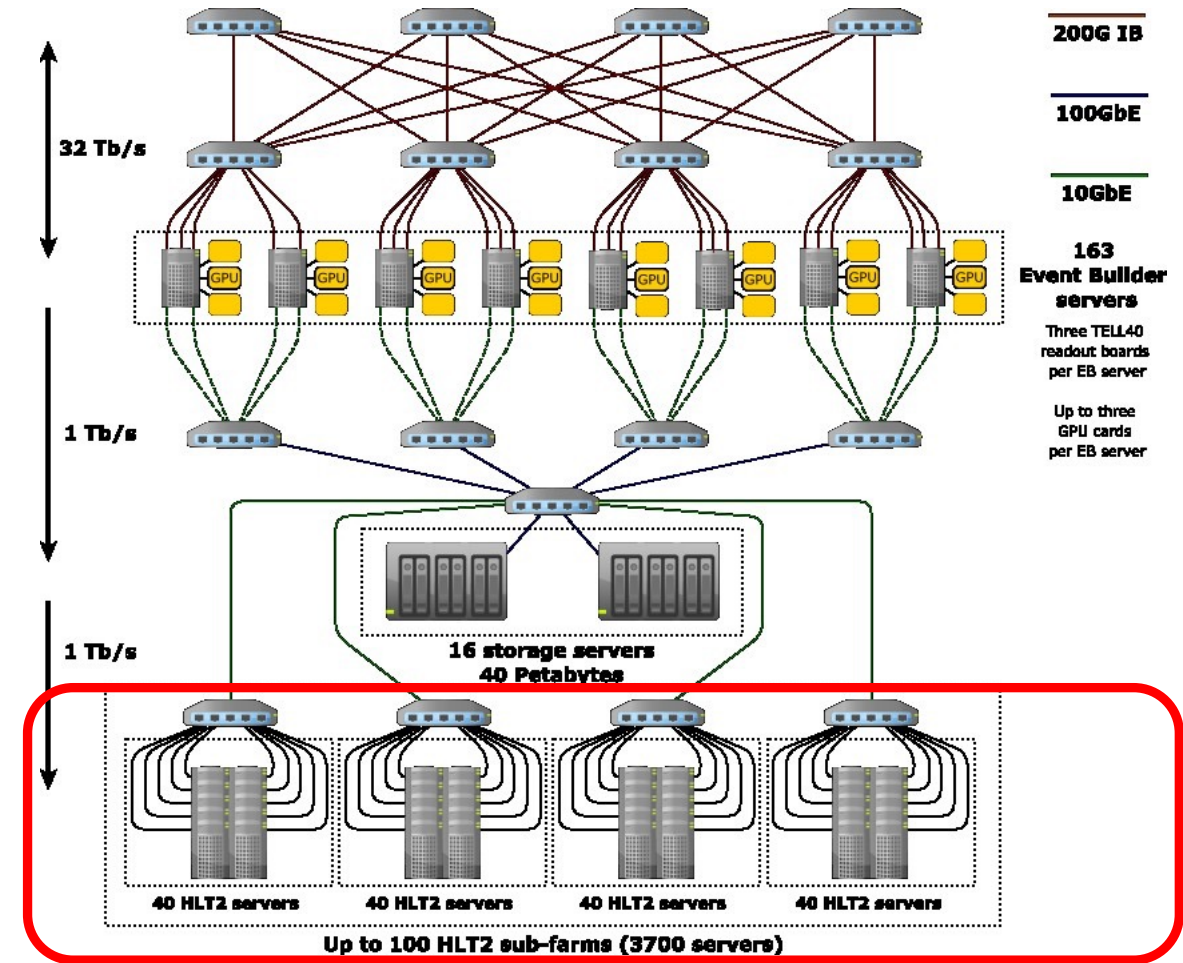 200G IB
100GbE
10GbE
32 Tb/s
163
Event Builder
servers
Three TELL40
readout boards
per EB server
Up to three
GPU cards
per EB server
GPU
GPU
GPU
GPU
GPU
GPU
GPU
GPU
1 Tb/s
16 storage servers
40 Petabytes
1 Tb/s
40 HLT2 servers
40 HLT2 servers
40 HLT2 servers
40 HLT2 servers
Up to 100 HLT2 sub-farms (3700 servers)